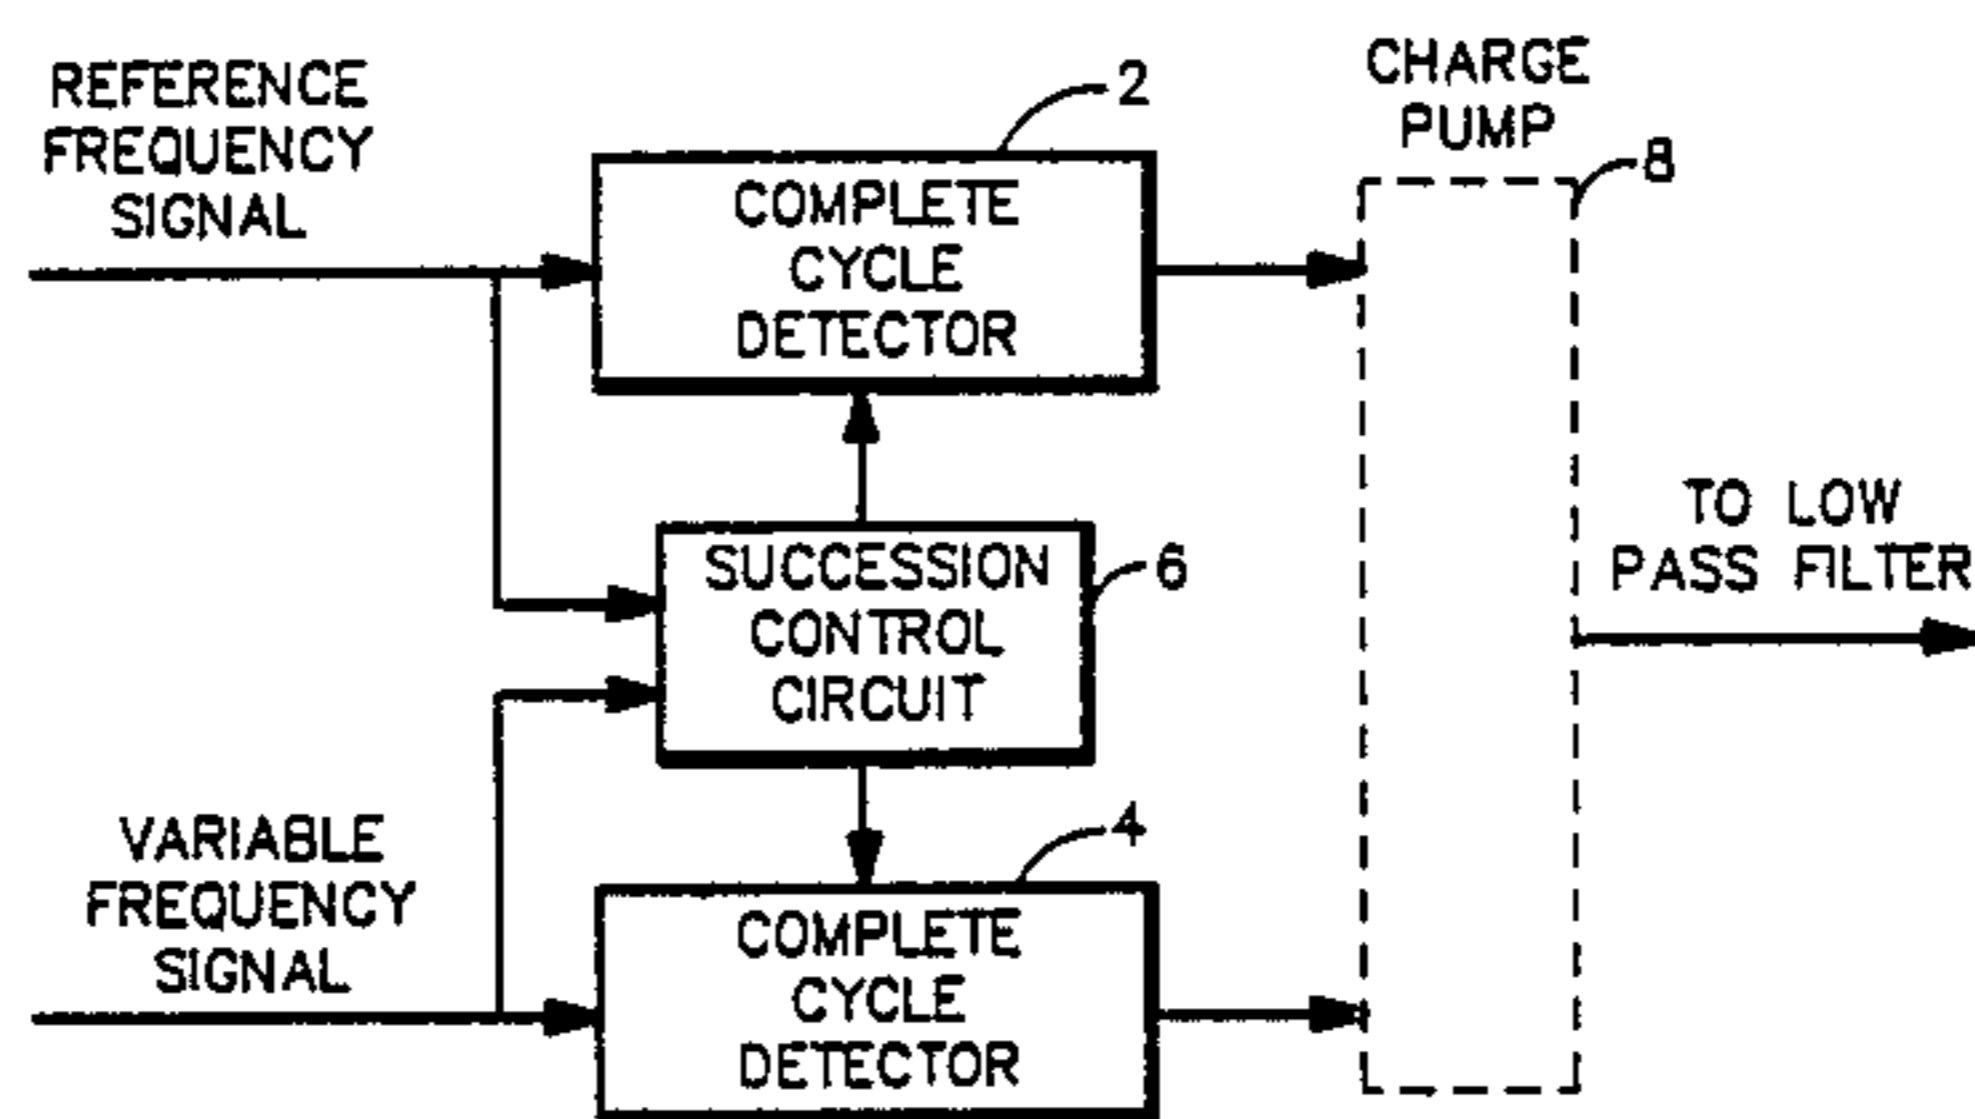 REFERENCE
FREQUENCY
SIGNAL
2
COMPLETE
CYCLE
DETECTOR
CHARGE
PUMP
8
SUCCESSION
CONTROL
CIRCUIT
6
TO LOW
PASS FILTER
VARIABLE
FREQUENCY
SIGNAL
4
COMPLETE
CYCLE
DETECTOR